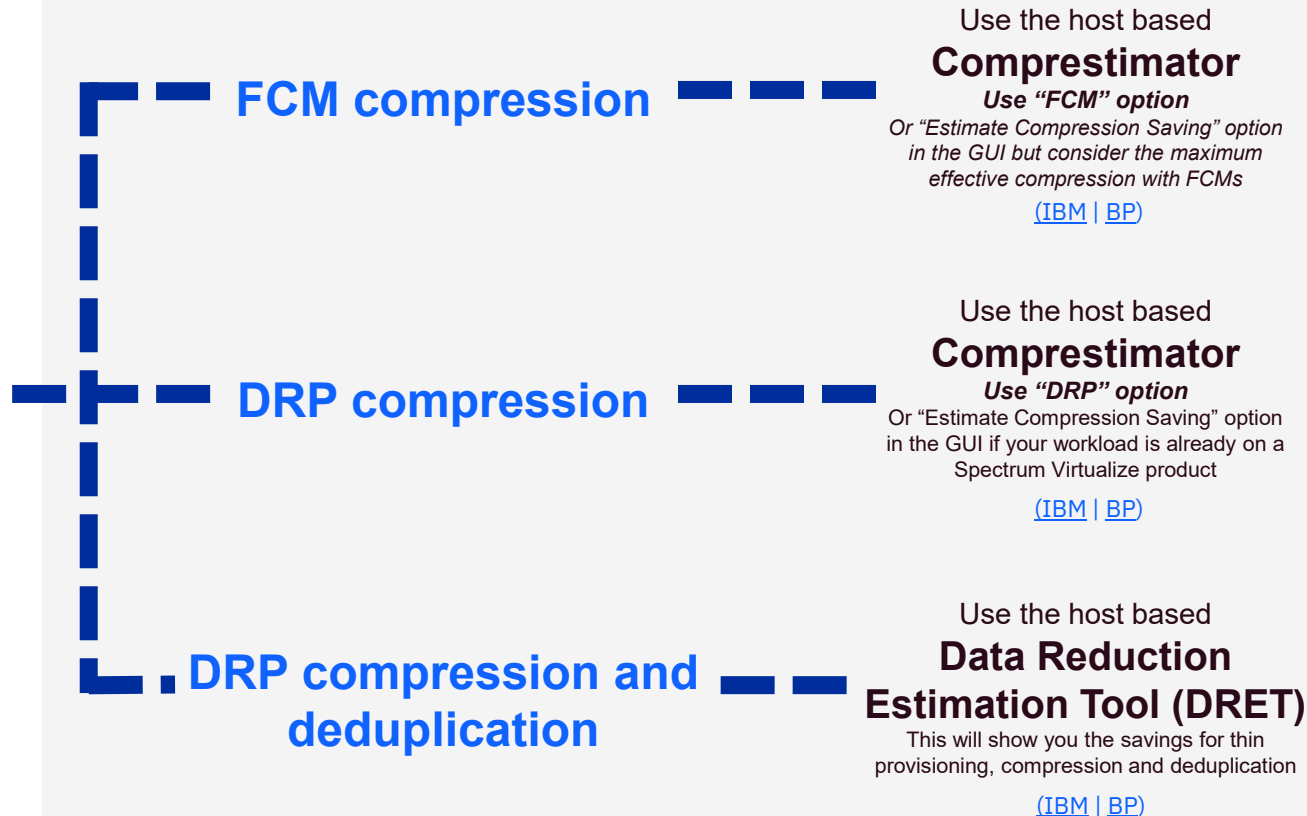 Use the host based
Comprestimator
FCM compression
Use “FCM” option
Or “Estimate Compression Saving” option
in the GUI but consider the maximum
effective compression with FCMs
(IBM | BP)
Use the host based
Comprestimator
DRP compression
Use “DRP” option
Or “Estimate Compression Saving” option
in the GUI if your workload is already on a
Spectrum Virtualize product
(IBM | BP)
Use the host based
DRP compression and
deduplication
Data Reduction
Estimation Tool (DRET)
This will show you the savings for thin
provisioning, compression and deduplication
(IBM | BP)